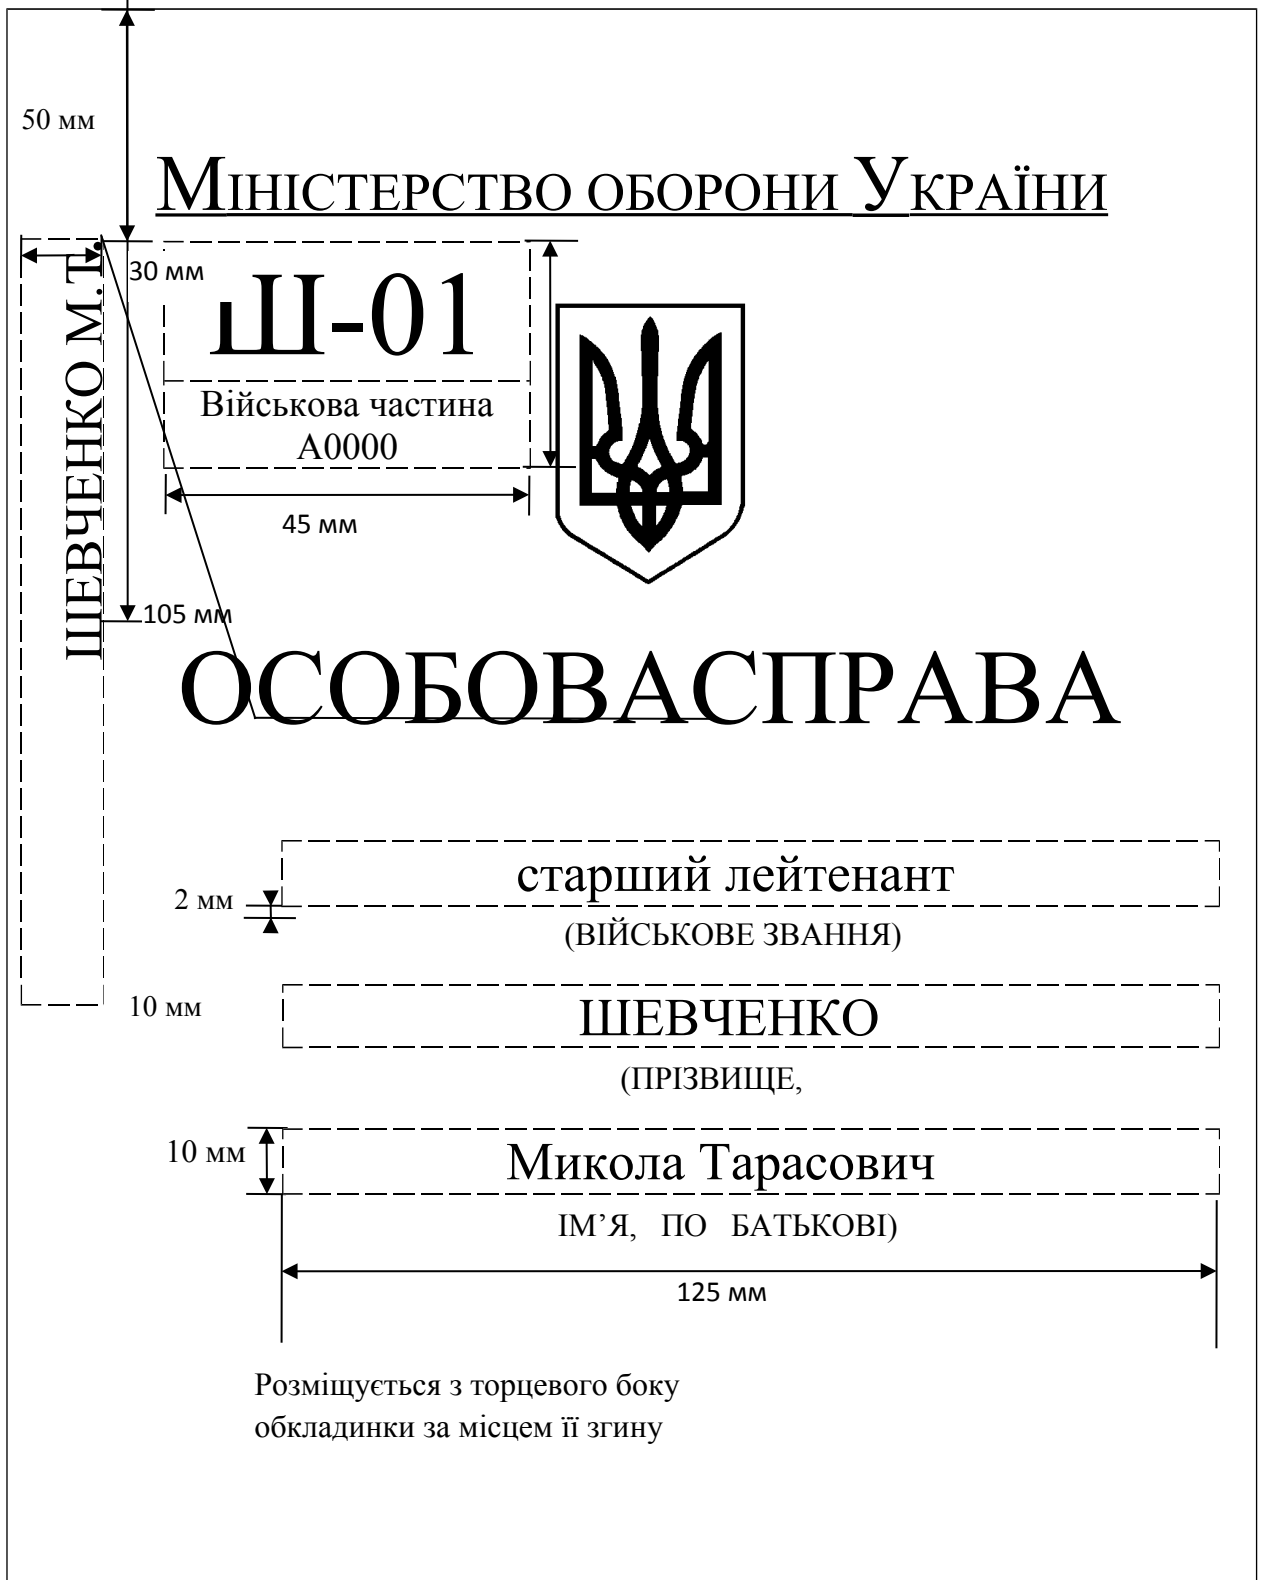 50 мм
МІНІСТЕРСТВО ОБОРОНИ УКРАЇНИ
ШЕВЧЕНКО М.Т.
30 мм
Ш-01
Військова частина
А0000
45 мм
105 мм
ОСОБОВАСПРАВА
старший лейтенант
2 мм
(ВІЙСЬКОВЕ ЗВАННЯ)
10 мм
ШЕВЧЕНКО
(ПРІЗВИЩЕ,
10 мм
Микола Тарасович
ІМ’Я, ПО БАТЬКОВІ)
125 мм
Розміщується з торцевого боку
обкладинки за місцем її згину